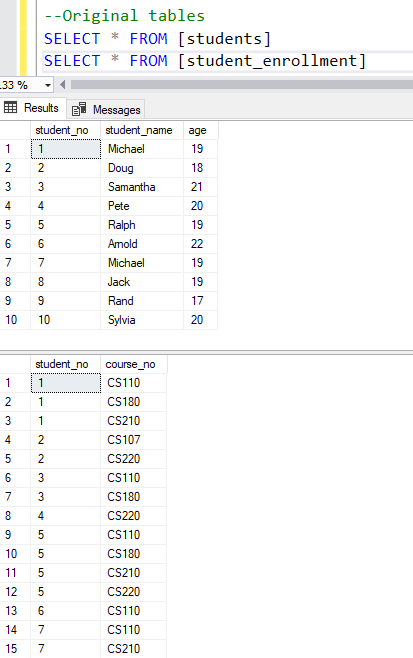 --Original tables
SELECT * FROM [students]
SELECT * FROM [student_enrollment]
133 %
Results Messages
student_no student_name age
1 1 Michael 19
2 2 Doug 18
3 3 Samantha 21
4 4 Pete 20
5 5 Ralph 19
6 6 Arnold 22
7 7 Michael 19
8 8 Jack 19
9 9 Rand 17
10 10 Sylvia 20
student_no course_no
1 1 CS110
2 1 CS180
3 1 CS210
4 2 CS107
5 2 CS220
6 3 CS110
7 3 CS180
8 4 CS220
9 5 CS110
10 5 CS180
11 5 CS210
12 5 CS220
13 6 CS110
14 7 CS110
15 7 CS210